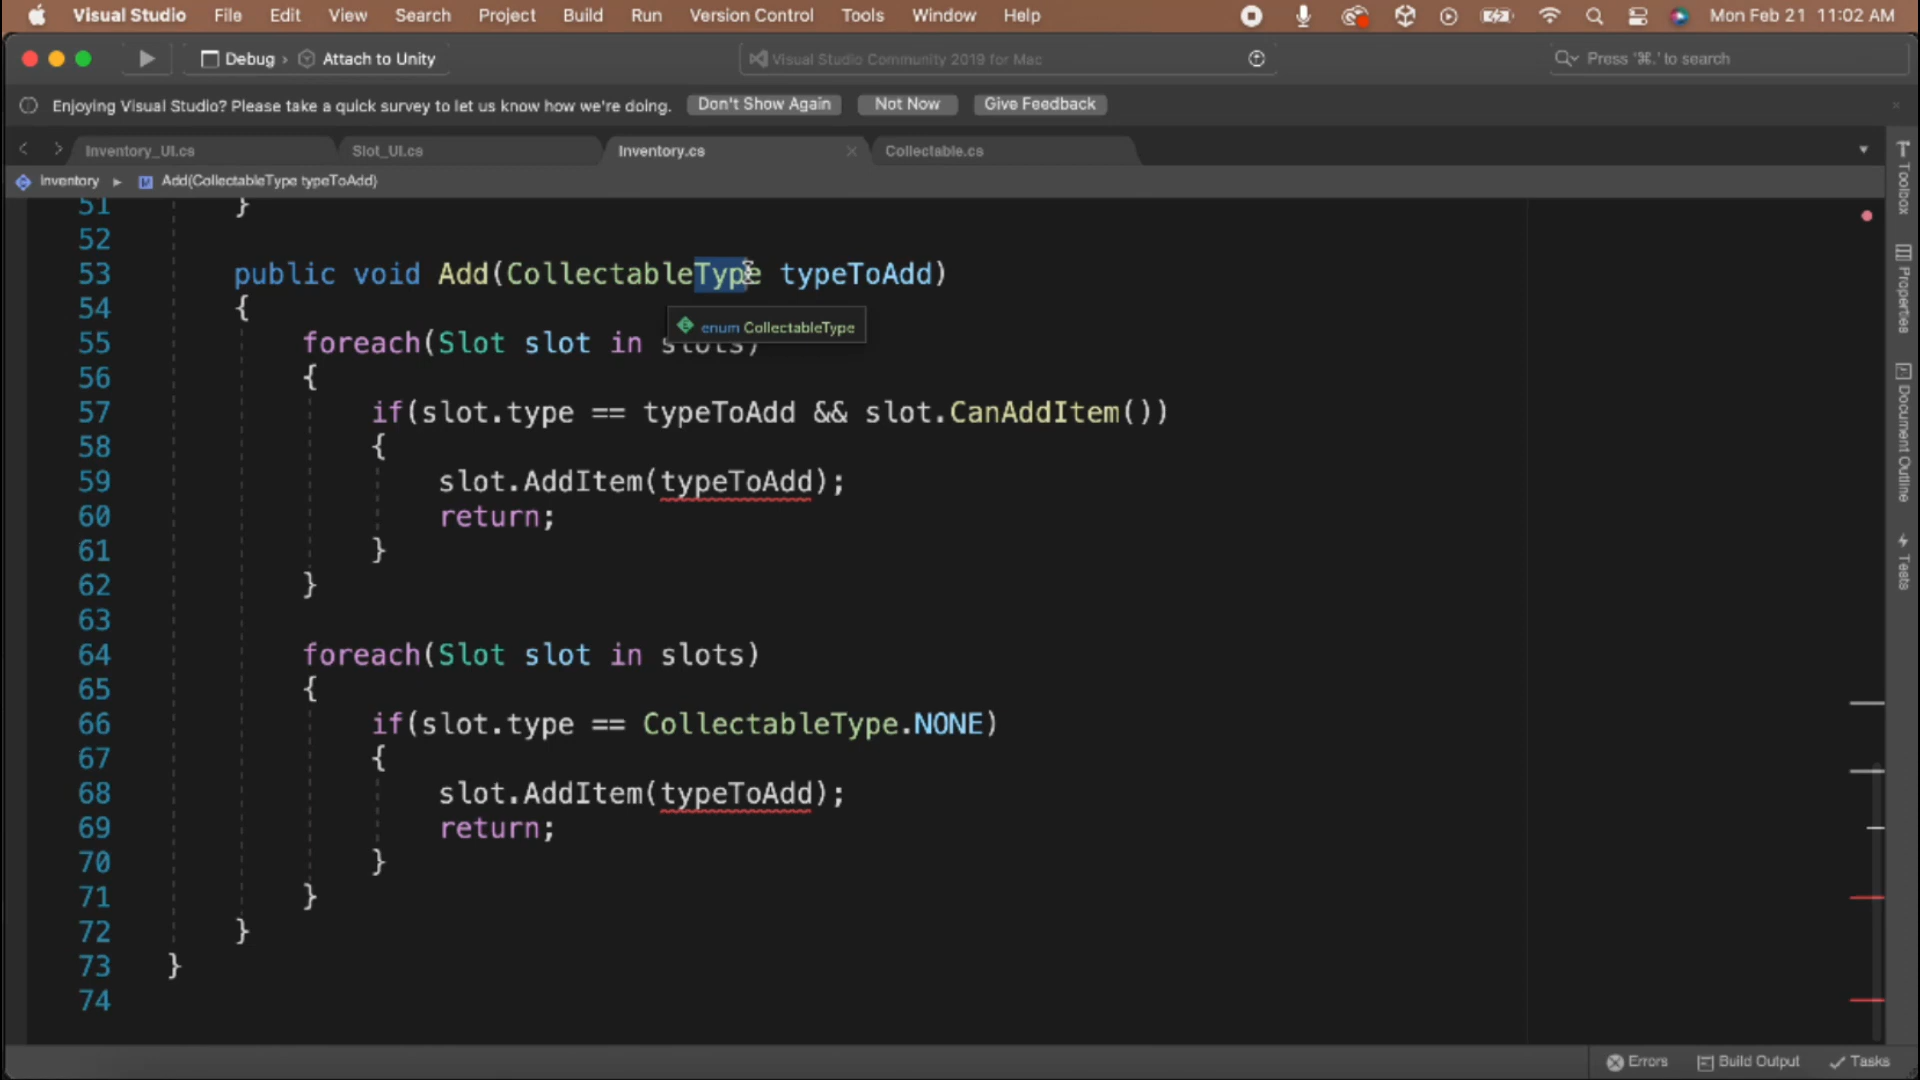 Visual Studio File Edit View Search Project Build Run Version Control Tools Window Help Mon Feb 21 11:02 AM
Debug › Attach to Unity Visual Studio Community 2019 for Mac Press '⌘.' to search
Enjoying Visual Studio? Please take a quick survey to let us know how we're doing. Don't Show Again Not Now Give Feedback
Inventory_UI.cs Slot_UI.cs Inventory.cs Collectable.cs
Inventory ▸ Add(CollectableType typeToAdd)
51 }
52
53 public void Add(CollectableType typeToAdd)
54 {
enum CollectableType
55 foreach(Slot slot in slots)
56 {
57 if(slot.type == typeToAdd && slot.CanAddItem())
58 {
59 slot.AddItem(typeToAdd);
60 return;
61 }
62 }
63
64 foreach(Slot slot in slots)
65 {
66 if(slot.type == CollectableType.NONE)
67 {
68 slot.AddItem(typeToAdd);
69 return;
70 }
71 }
72 }
73 }
74
Toolbox
Properties
Document Outline
Tests
Errors Build Output Tasks